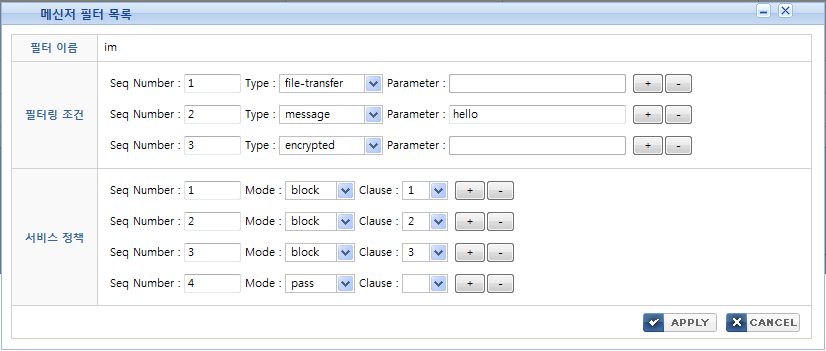 메신저 필터 목록
필터 이름 im
필터링 조건
Seq Number : 1 Type : file-transfer Parameter : + -
Seq Number : 2 Type : message Parameter : hello + -
Seq Number : 3 Type : encrypted Parameter : + -
서비스 정책
Seq Number : 1 Mode : block Clause : 1 + -
Seq Number : 2 Mode : block Clause : 2 + -
Seq Number : 3 Mode : block Clause : 3 + -
Seq Number : 4 Mode : pass Clause : + -
APPLY CANCEL